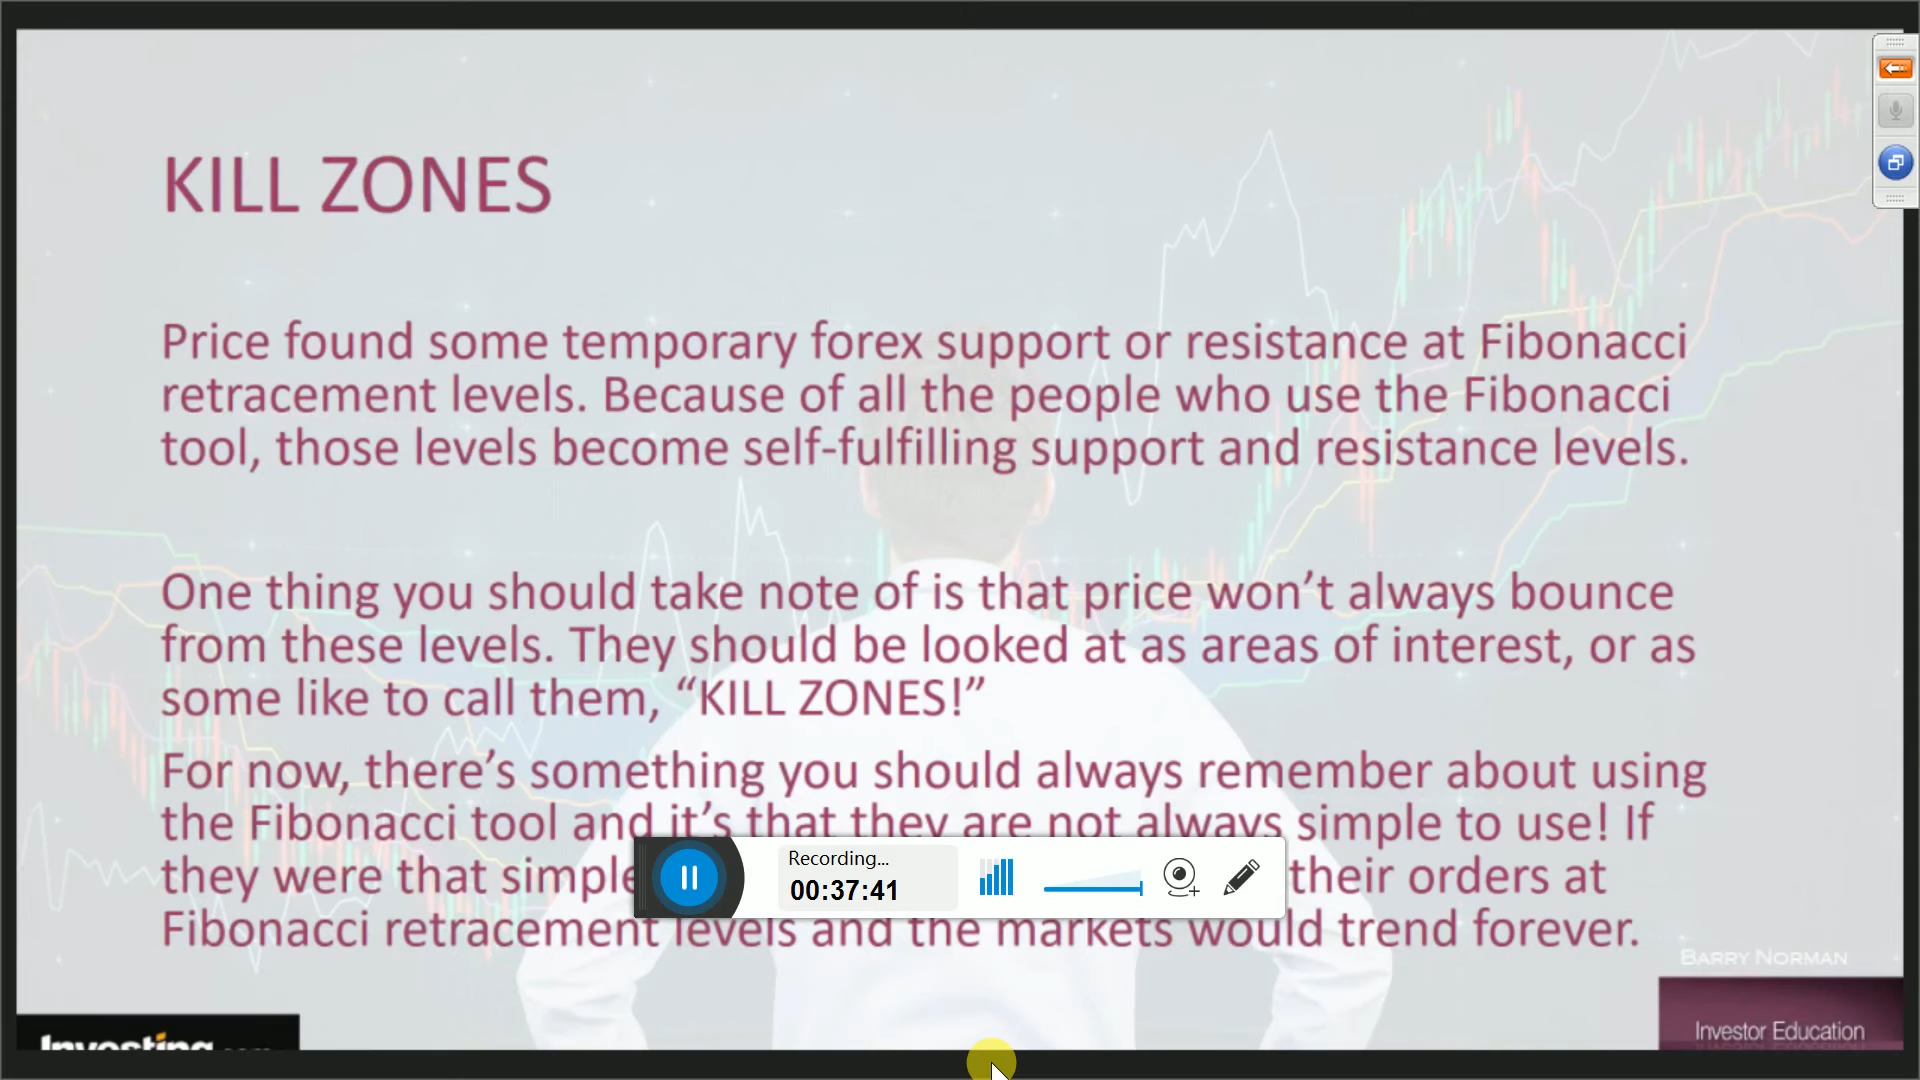 KILL ZONES
Price found some temporary forex support or resistance at Fibonacci
retracement levels. Because of all the people who use the Fibonacci
tool, those levels become self-fulfilling support and resistance levels.
One thing you should take note of is that price won’t always bounce
from these levels. They should be looked at as areas of interest, or as
some like to call them, “KILL ZONES!”
For now, there’s something you should always remember about using
the Fibonacci tool and it’s that they are not always simple to use! If
they were that simple their orders at
Recording...
00:37:41
Fibonacci retracement levels and the markets would trend forever.
BARRY NORMAN
Investing.com
Investor Education